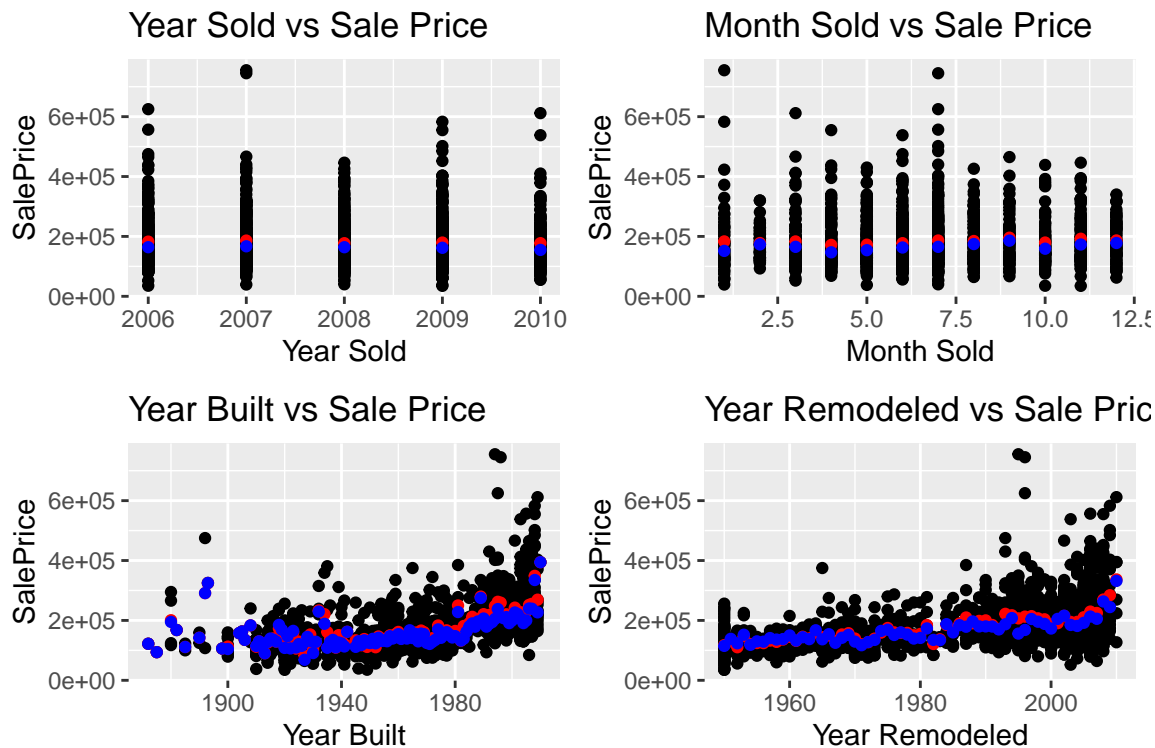 Year Sold vs Sale Price
SalePrice
6e+05
4e+05
2e+05
0e+00
2006 2007 2008 2009 2010
Year Sold
Month Sold vs Sale Price
SalePrice
6e+05
4e+05
2e+05
0e+00
2.5 5.0 7.5 10.0 12.5
Month Sold
Year Built vs Sale Price
SalePrice
6e+05
4e+05
2e+05
0e+00
1900 1940 1980
Year Built
Year Remodeled vs Sale Pric
SalePrice
6e+05
4e+05
2e+05
0e+00
1960 1980 2000
Year Remodeled